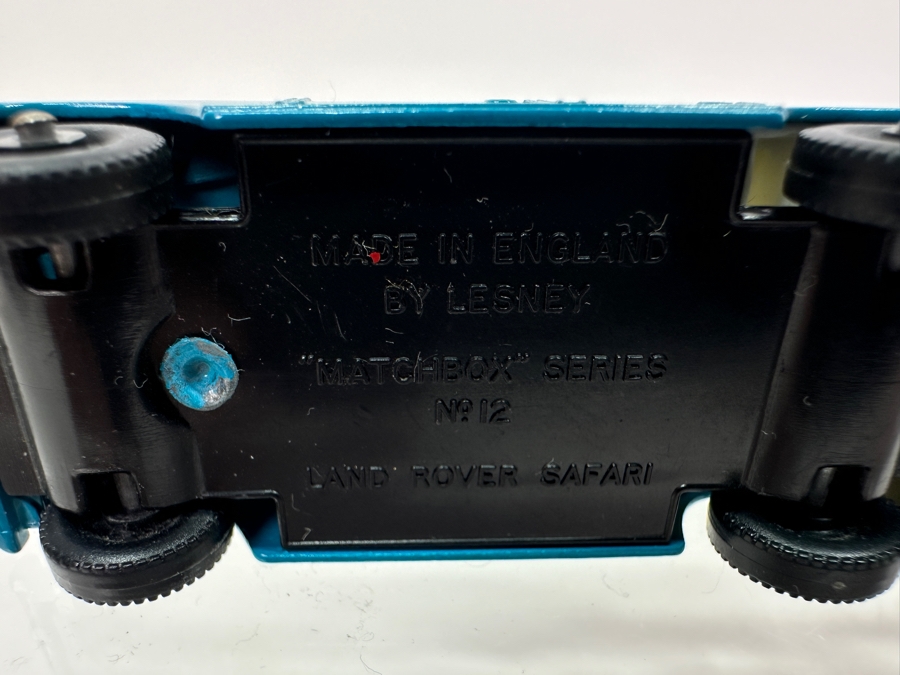 MADE IN ENGLAND
BY LESNEY
"MATCHBOX" SERIES
Nº 12
LAND ROVER SAFARI